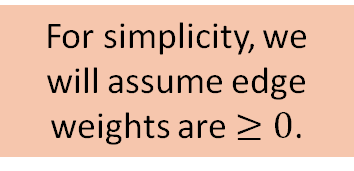 For simplicity, we
will assume edge
weights are ≥ 0.